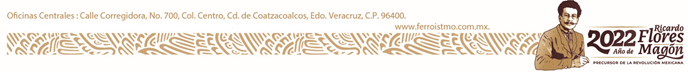 Oficinas Centrales : Calle Corregidora, No. 700, Col. Centro, Cd. de Coatzacoalcos, Edo. Veracruz, C.P. 96400.
www.ferroistmo.com.mx.
2022 Ricardo
Año de Flores
Magón
PRECURSOR DE LA REVOLUCIÓN MEXICANA